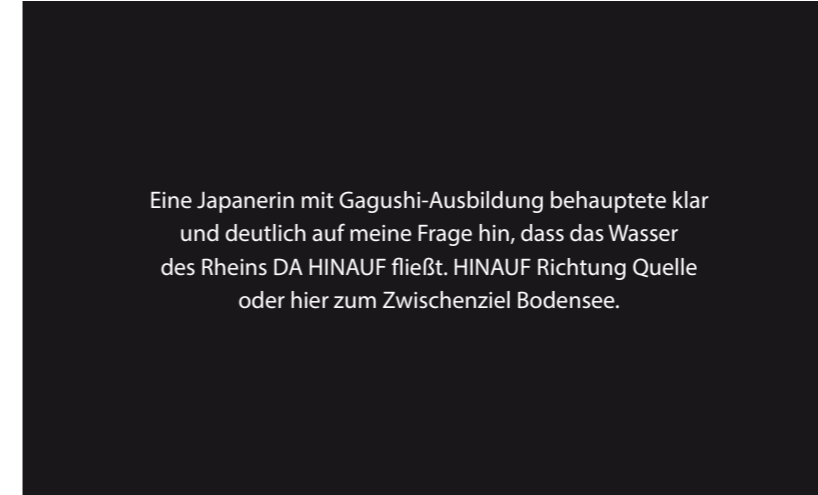 Eine Japanerin mit Gagushi-Ausbildung behauptete klar
und deutlich auf meine Frage hin, dass das Wasser
des Rheins DA HINAUF fließt. HINAUF Richtung Quelle
oder hier zum Zwischenziel Bodensee.